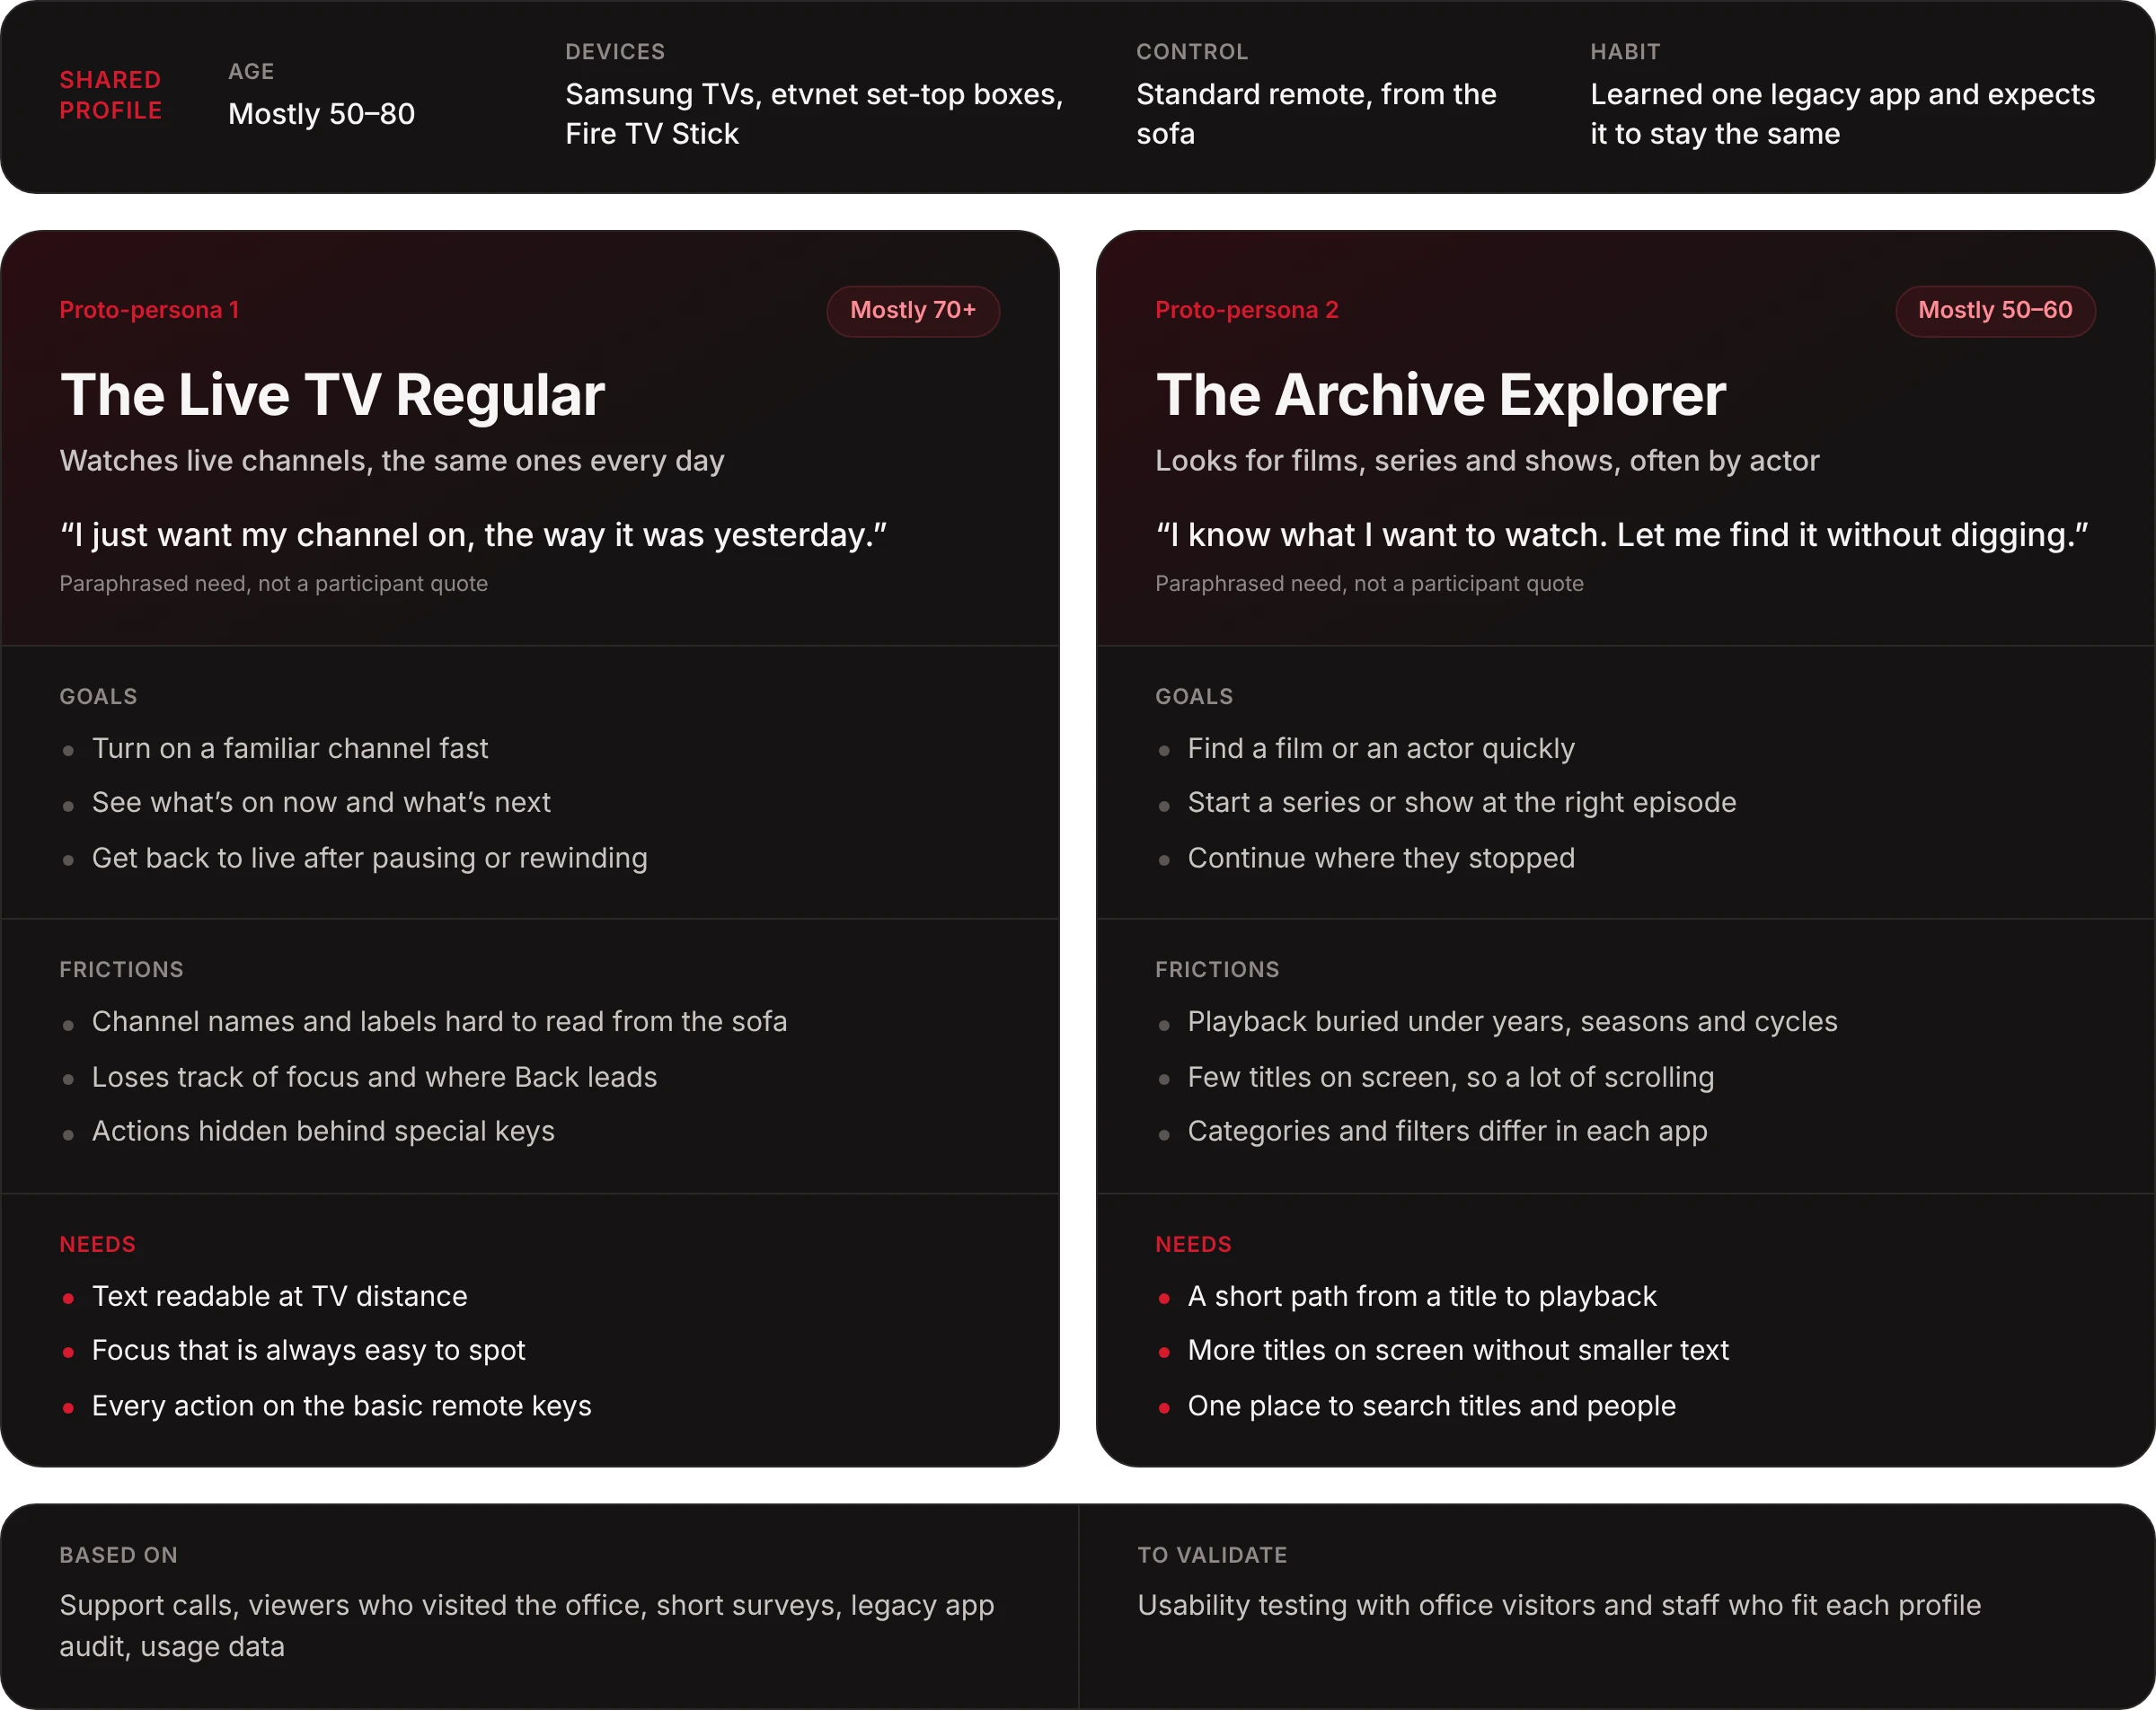 SHARED
PROFILE
AGE
Mostly 50–80
DEVICES
Samsung TVs, etvnet set-top boxes,
Fire TV Stick
CONTROL
Standard remote, from the
sofa
HABIT
Learned one legacy app and expects
it to stay the same
Proto-persona 1
Mostly 70+
The Live TV Regular
Watches live channels, the same ones every day
“I just want my channel on, the way it was yesterday.”
Paraphrased need, not a participant quote
GOALS
Turn on a familiar channel fast
See what’s on now and what’s next
Get back to live after pausing or rewinding
FRICTIONS
Channel names and labels hard to read from the sofa
Loses track of focus and where Back leads
Actions hidden behind special keys
NEEDS
Text readable at TV distance
Focus that is always easy to spot
Every action on the basic remote keys
Proto-persona 2
Mostly 50–60
The Archive Explorer
Looks for films, series and shows, often by actor
“I know what I want to watch. Let me find it without digging.”
Paraphrased need, not a participant quote
GOALS
Find a film or an actor quickly
Start a series or show at the right episode
Continue where they stopped
FRICTIONS
Playback buried under years, seasons and cycles
Few titles on screen, so a lot of scrolling
Categories and filters differ in each app
NEEDS
A short path from a title to playback
More titles on screen without smaller text
One place to search titles and people
BASED ON
Support calls, viewers who visited the office, short surveys, legacy app
audit, usage data
TO VALIDATE
Usability testing with office visitors and staff who fit each profile